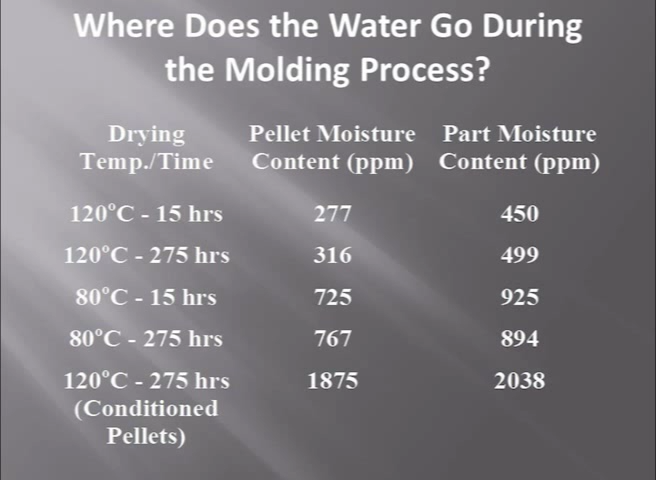 Where Does the Water Go During
the Molding Process?
Drying Temp./Time Pellet Moisture Content (ppm) Part Moisture Content (ppm)
120°C - 15 hrs 277 450
120°C - 275 hrs 316 499
80°C - 15 hrs 725 925
80°C - 275 hrs 767 894
120°C - 275 hrs 1875 2038
(Conditioned
Pellets)